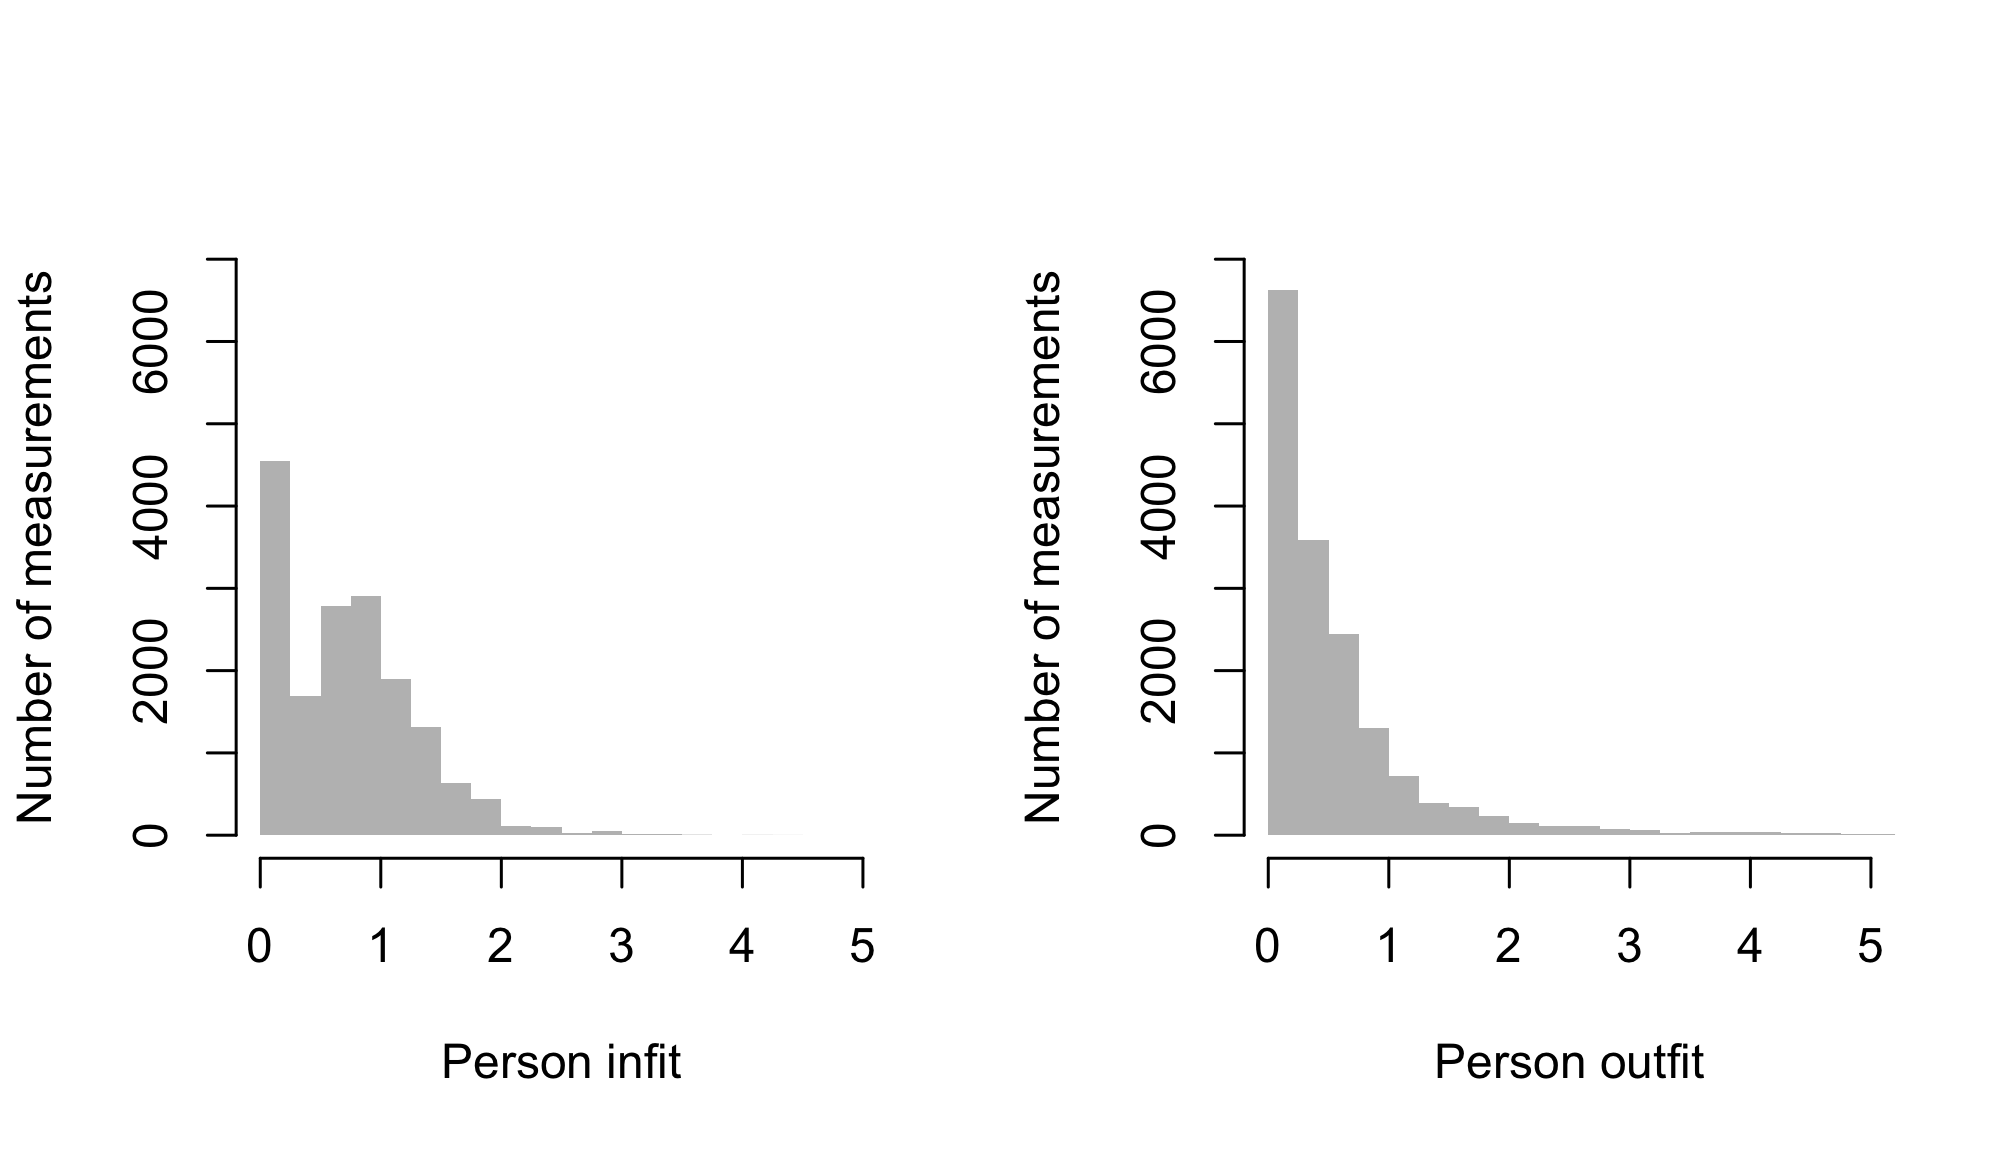 Number of measurements
6000
4000
2000
0
0 1 2 3 4 5
Person infit
Number of measurements
6000
4000
2000
0
0 1 2 3 4 5
Person outfit